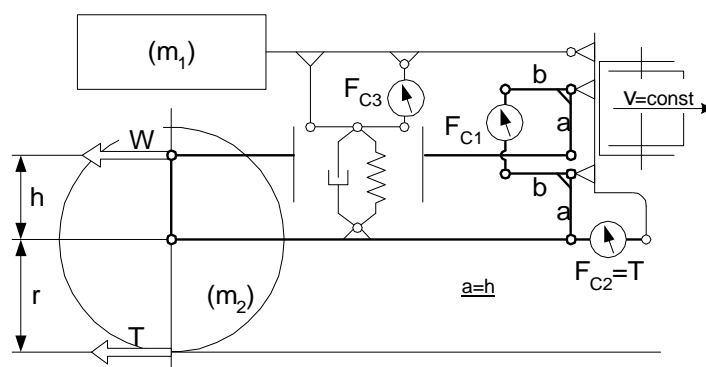 (m1)
b
V=const
FC3
FC1
a
W
h
b
a
r
(m2)
FC2=T
a=h
T